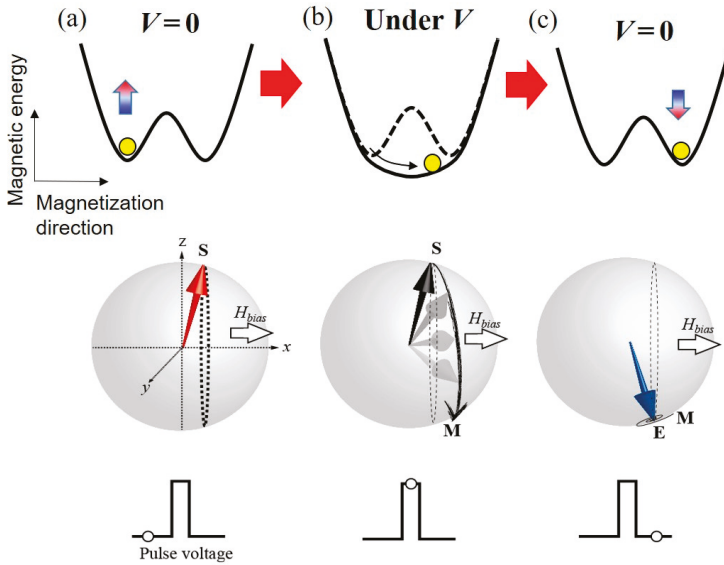 (a)
V = 0
(b)
Under V
(c)
V = 0
Magnetic energy
Magnetization
direction
z
S
H_bias
x
y
S
H_bias
M
H_bias
M
E
Pulse voltage